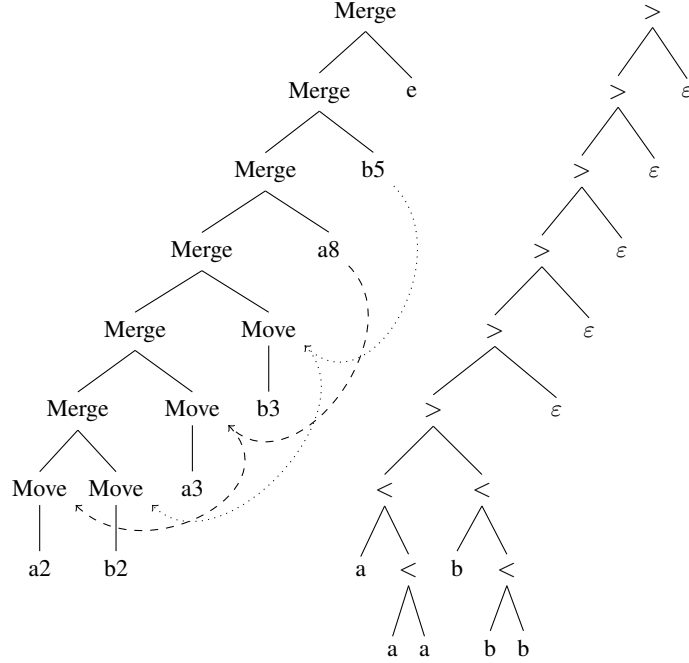 Merge >
Merge e > ε
Merge b5 > ε
Merge a8 > ε
Merge Move > ε
Merge Move b3 > ε
Move Move a3 < <
a2 b2 a < b <
a a b b